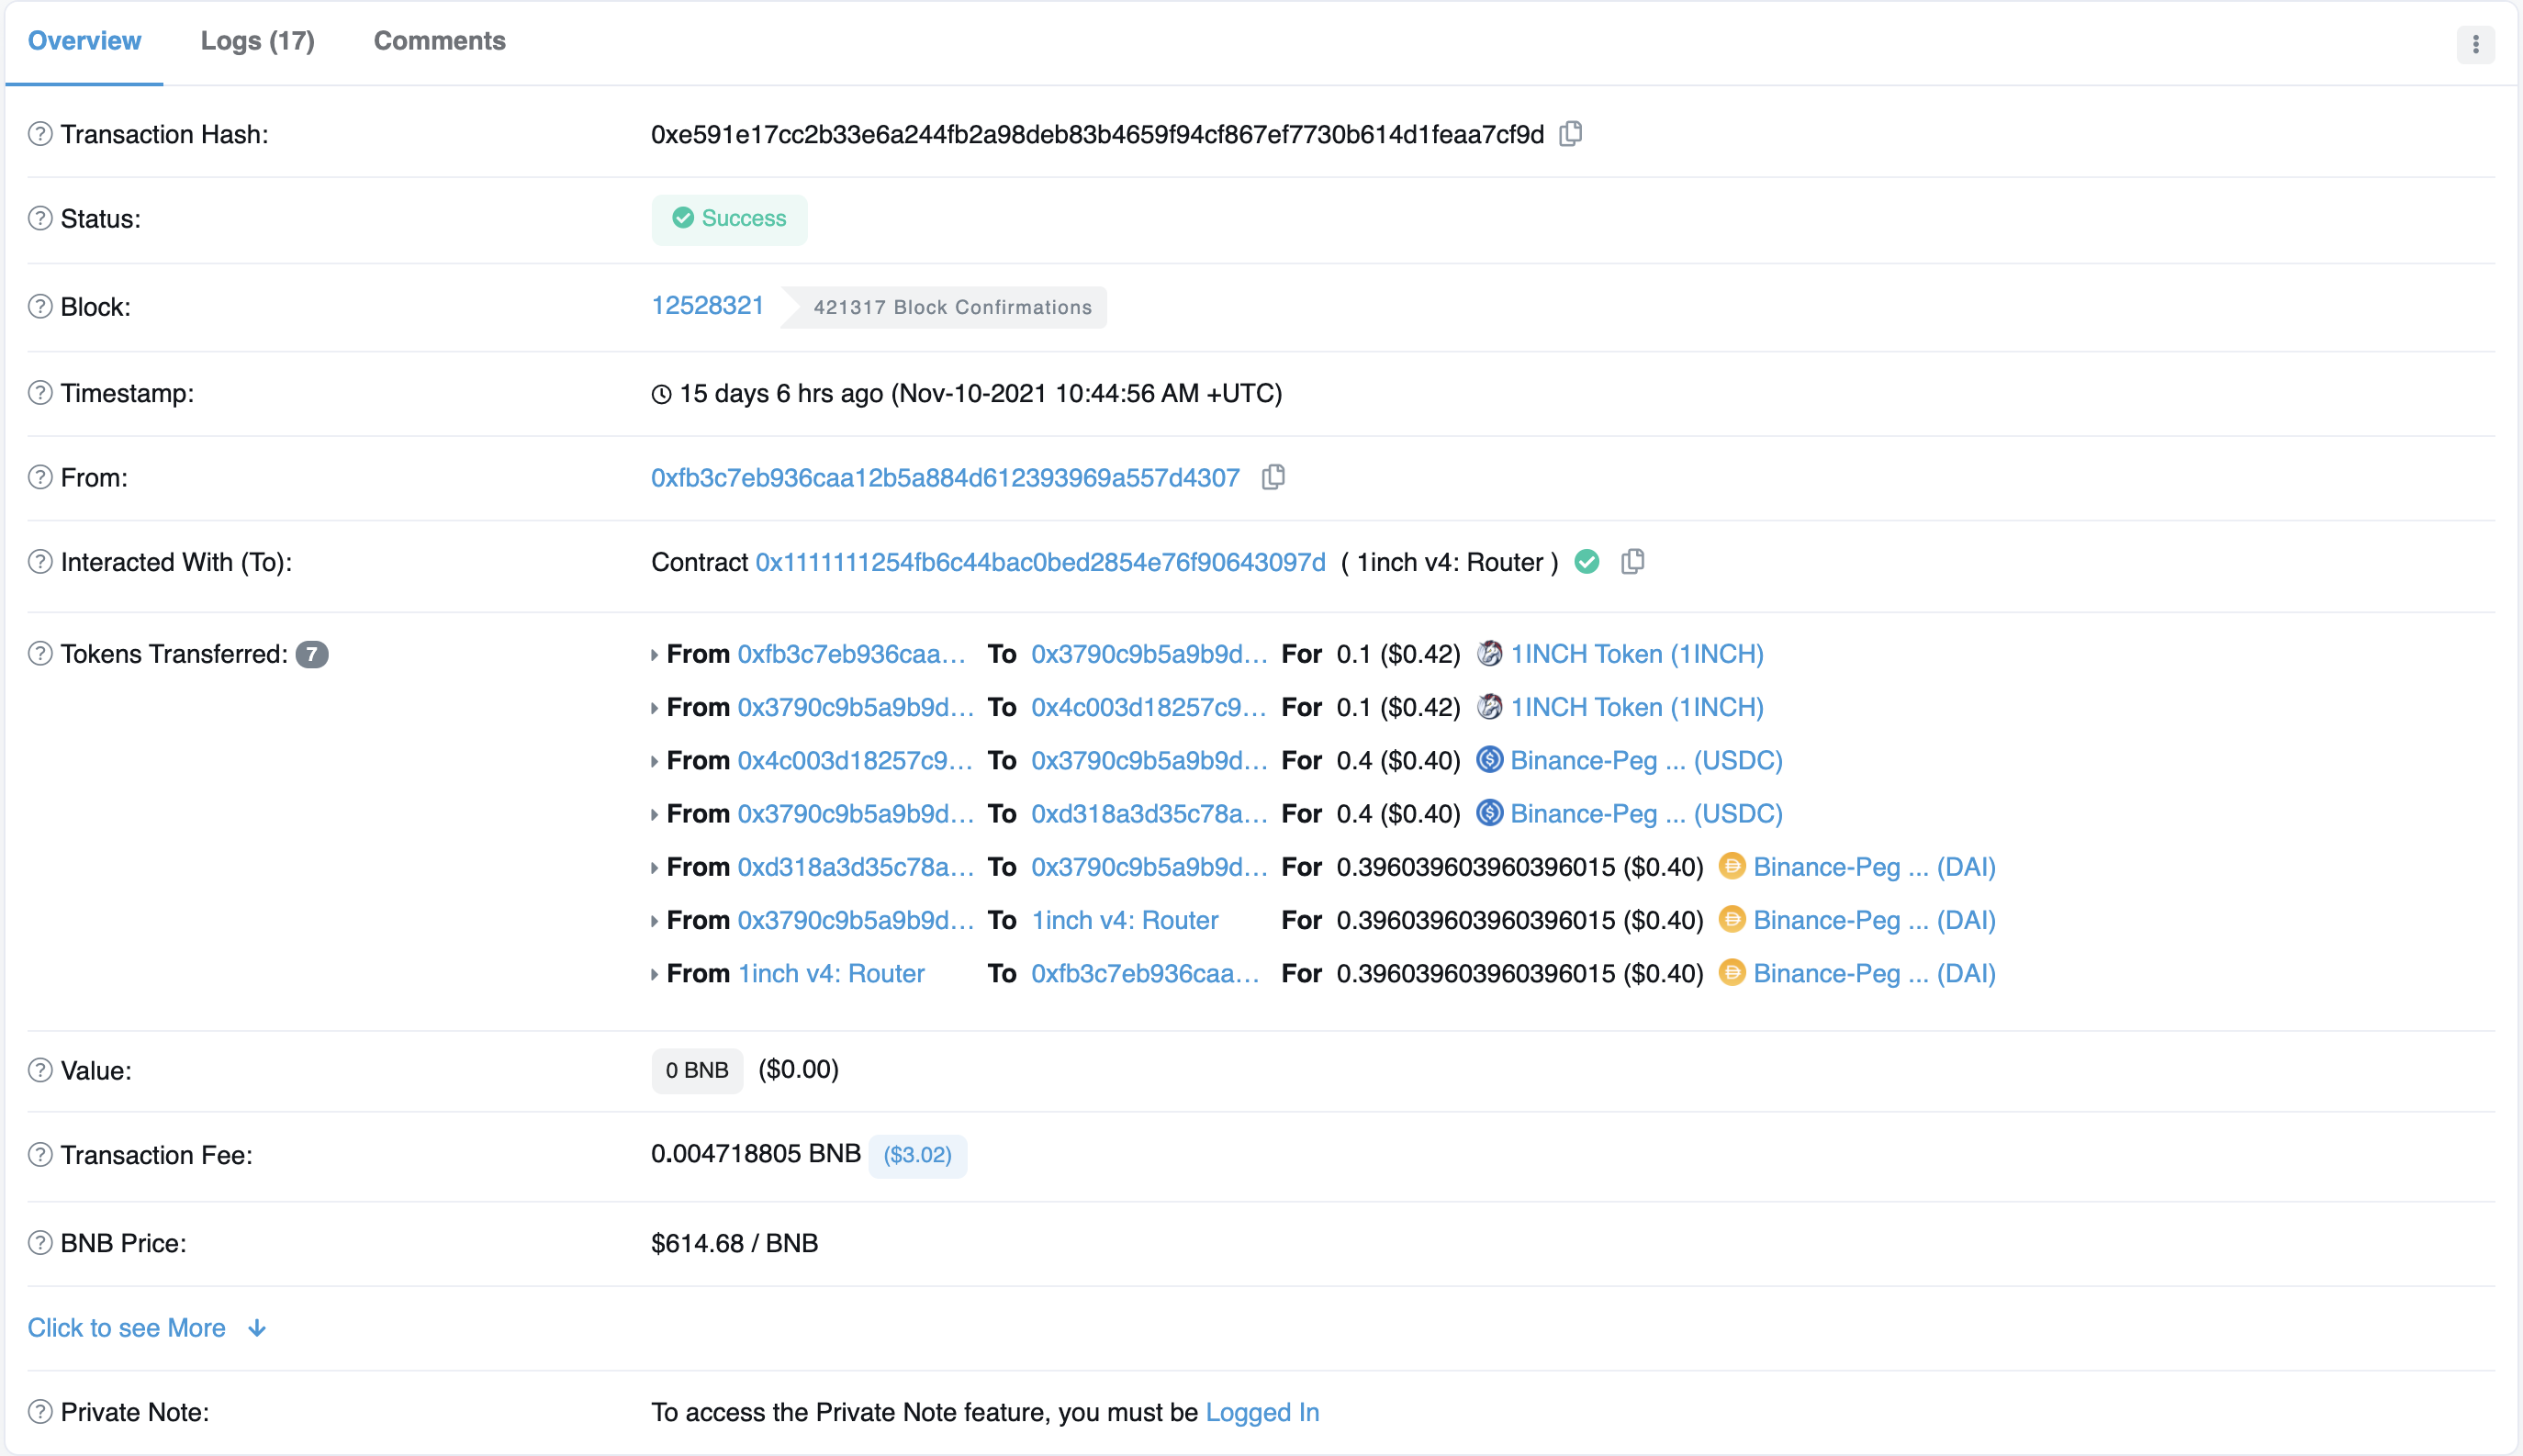 Overview Logs (17) Comments
Transaction Hash: 0xe591e17cc2b33e6a244fb2a98deb83b4659f94cf867ef7730b614d1feaa7cf9d
Status: Success
Block: 12528321 421317 Block Confirmations
Timestamp: 15 days 6 hrs ago (Nov-10-2021 10:44:56 AM +UTC)
From: 0xfb3c7eb936caa12b5a884d612393969a557d4307
Interacted With (To): Contract 0x1111111254fb6c44bac0bed2854e76f90643097d ( 1inch v4: Router )
Tokens Transferred: 7 From 0xfb3c7eb936caa... To 0x3790c9b5a9b9d... For 0.1 ($0.42) 1INCH Token (1INCH)
From 0x3790c9b5a9b9d... To 0x4c003d18257c9... For 0.1 ($0.42) 1INCH Token (1INCH)
From 0x4c003d18257c9... To 0x3790c9b5a9b9d... For 0.4 ($0.40) Binance-Peg ... (USDC)
From 0x3790c9b5a9b9d... To 0xd318a3d35c78a... For 0.4 ($0.40) Binance-Peg ... (USDC)
From 0xd318a3d35c78a... To 0x3790c9b5a9b9d... For 0.396039603960396015 ($0.40) Binance-Peg ... (DAI)
From 0x3790c9b5a9b9d... To 1inch v4: Router For 0.396039603960396015 ($0.40) Binance-Peg ... (DAI)
From 1inch v4: Router To 0xfb3c7eb936caa... For 0.396039603960396015 ($0.40) Binance-Peg ... (DAI)
Value: 0 BNB ($0.00)
Transaction Fee: 0.004718805 BNB ($3.02)
BNB Price: $614.68 / BNB
Click to see More
Private Note: To access the Private Note feature, you must be Logged In